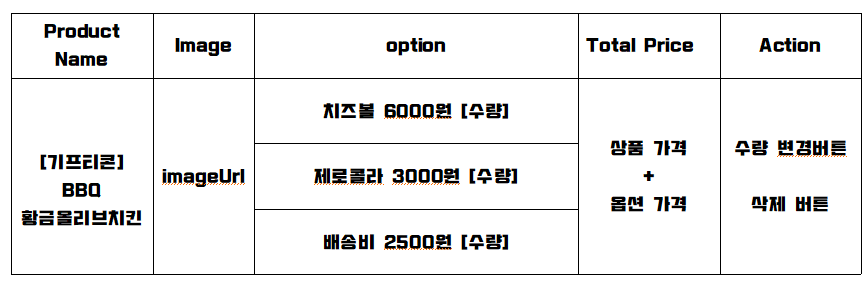 Product
Name
Image
option
Total Price
Action
[기프티콘]
BBQ
황금올리브치킨
imageUrl
치즈볼 6000원 [수량]
제로콜라 3000원 [수량]
배송비 2500원 [수량]
상품 가격
+
옵션 가격
수량 변경버튼
삭제 버튼